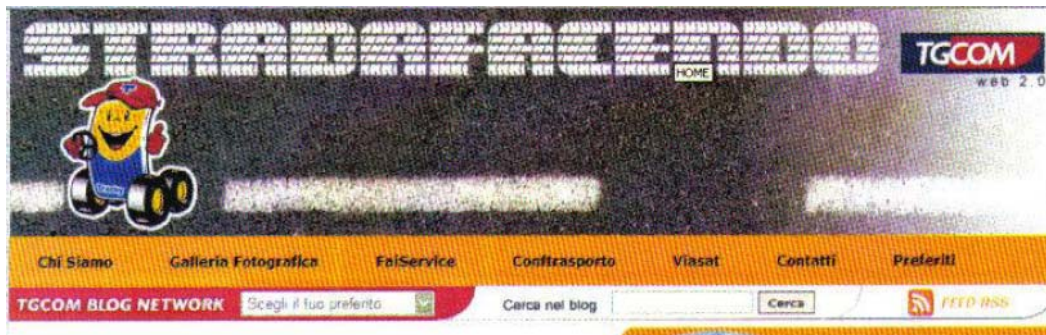 STRADAFACENDO
TGCOM
web 2.0
HOME
Chi Siamo Galleria Fotografica FaiService Conftrasporto Viasat Contatti Preferiti
TGCOM BLOG NETWORK Scegli il tuo preferito Cerca nel blog Cerca FEED RSS